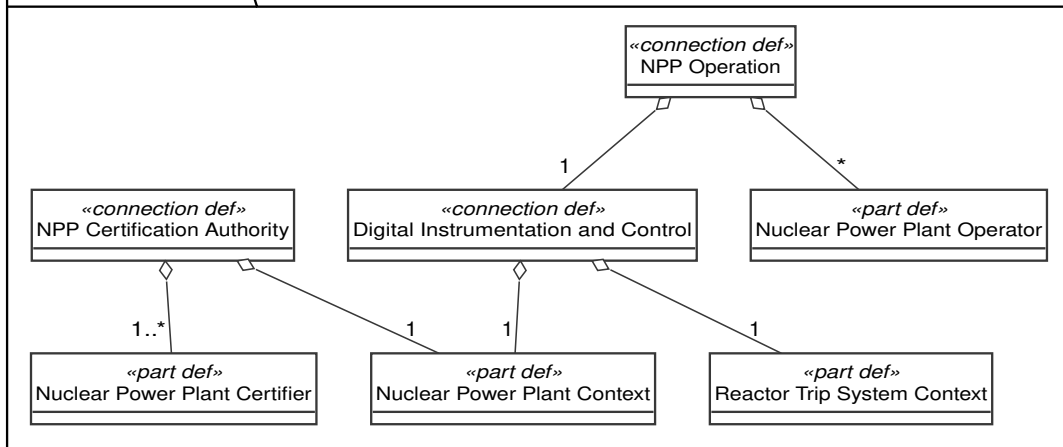 «connection def»
NPP Operation
1
*
«connection def»
NPP Certification Authority
«connection def»
Digital Instrumentation and Control
«part def»
Nuclear Power Plant Operator
1..*
1
1
1
«part def»
Nuclear Power Plant Certifier
«part def»
Nuclear Power Plant Context
«part def»
Reactor Trip System Context